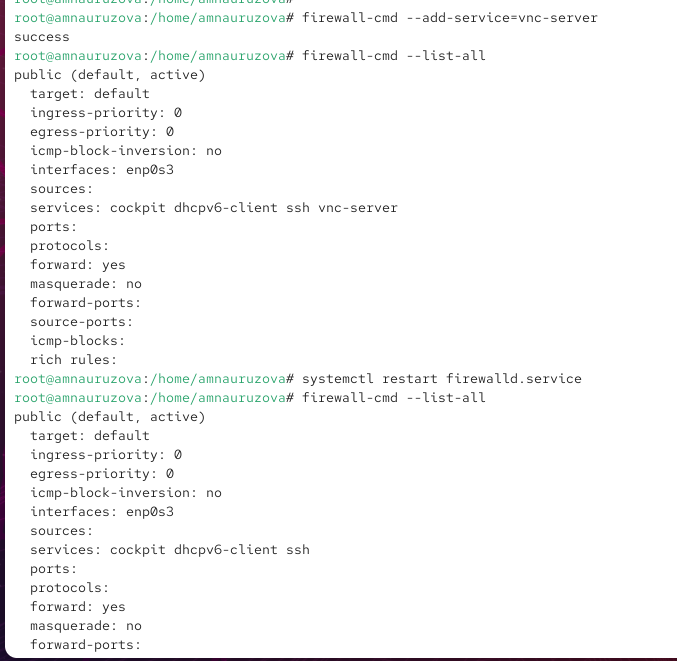 root@amnauruzova:/home/amnauruzova#
root@amnauruzova:/home/amnauruzova# firewall-cmd --add-service=vnc-server
success
root@amnauruzova:/home/amnauruzova# firewall-cmd --list-all
public (default, active)
  target: default
  ingress-priority: 0
  egress-priority: 0
  icmp-block-inversion: no
  interfaces: enp0s3
  sources:
  services: cockpit dhcpv6-client ssh vnc-server
  ports:
  protocols:
  forward: yes
  masquerade: no
  forward-ports:
  source-ports:
  icmp-blocks:
  rich rules:
root@amnauruzova:/home/amnauruzova# systemctl restart firewalld.service
root@amnauruzova:/home/amnauruzova# firewall-cmd --list-all
public (default, active)
  target: default
  ingress-priority: 0
  egress-priority: 0
  icmp-block-inversion: no
  interfaces: enp0s3
  sources:
  services: cockpit dhcpv6-client ssh
  ports:
  protocols:
  forward: yes
  masquerade: no
  forward-ports: